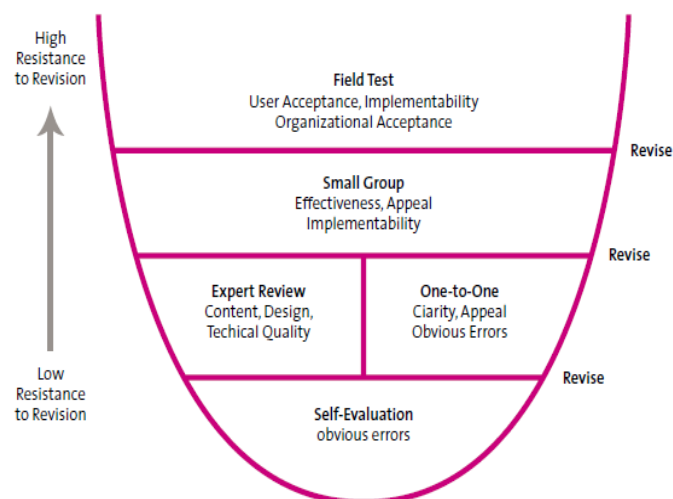 High
Resistance
to Revision
Field Test
User Acceptance, Implementability
Organizational Acceptance
Revise
Small Group
Effectiveness, Appeal
Implementability
Revise
Expert Review
Content, Design,
Techical Quality
One-to-One
Clarity, Appeal
Obvious Errors
Low
Resistance
to Revision
Revise
Self-Evaluation
obvious errors